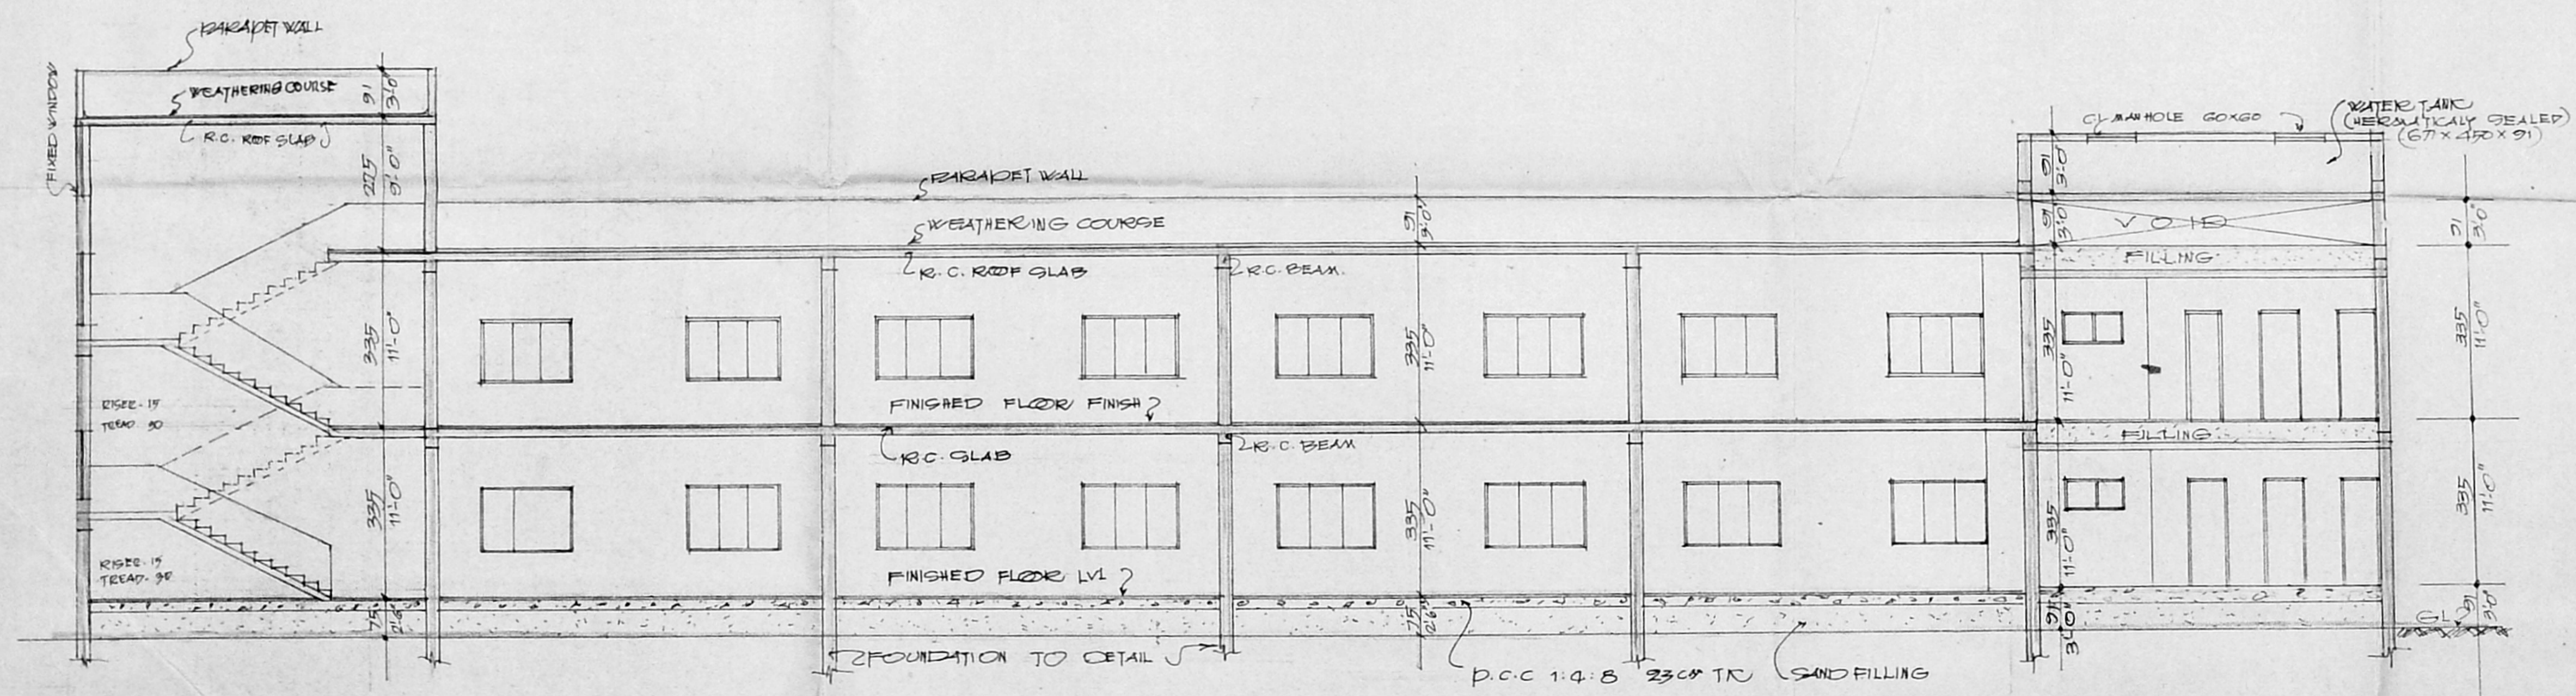 PARAPET WALL
WEATHERING COURSE
R.C. ROOF SLAB
FIXED WINDOW
91
3'-0"
275
9'-0"
335
11'-0"
335
11'-0"
75
2'6"
RISER-15
TREAD 30
RISER-15
TREAD-30
PARAPET WALL
WEATHERING COURSE
R.C. ROOF SLAB
R.C. BEAM.
91
3'-0"
335
11'-0"
FINISHED FLOOR FINISH
R.C. SLAB
R.C. BEAM
335
11'-0"
FINISHED FLOOR LVL
75
2'6"
FOUNDATION TO DETAIL
P.C.C 1:4:8 23CM TK
SAND FILLING
C.I MANHOLE 60X60
WATER TANK
(HERMATICALY SEALED)
(671 X 450 X 91)
91
3'-0"
91
3'-0"
VOID
FILLING
335
11'-0"
FILLING
335
11'-0"
91
3'-0"
91
3'-0"
335
11'-0"
335
11'-0"
GL
91
3'-0"